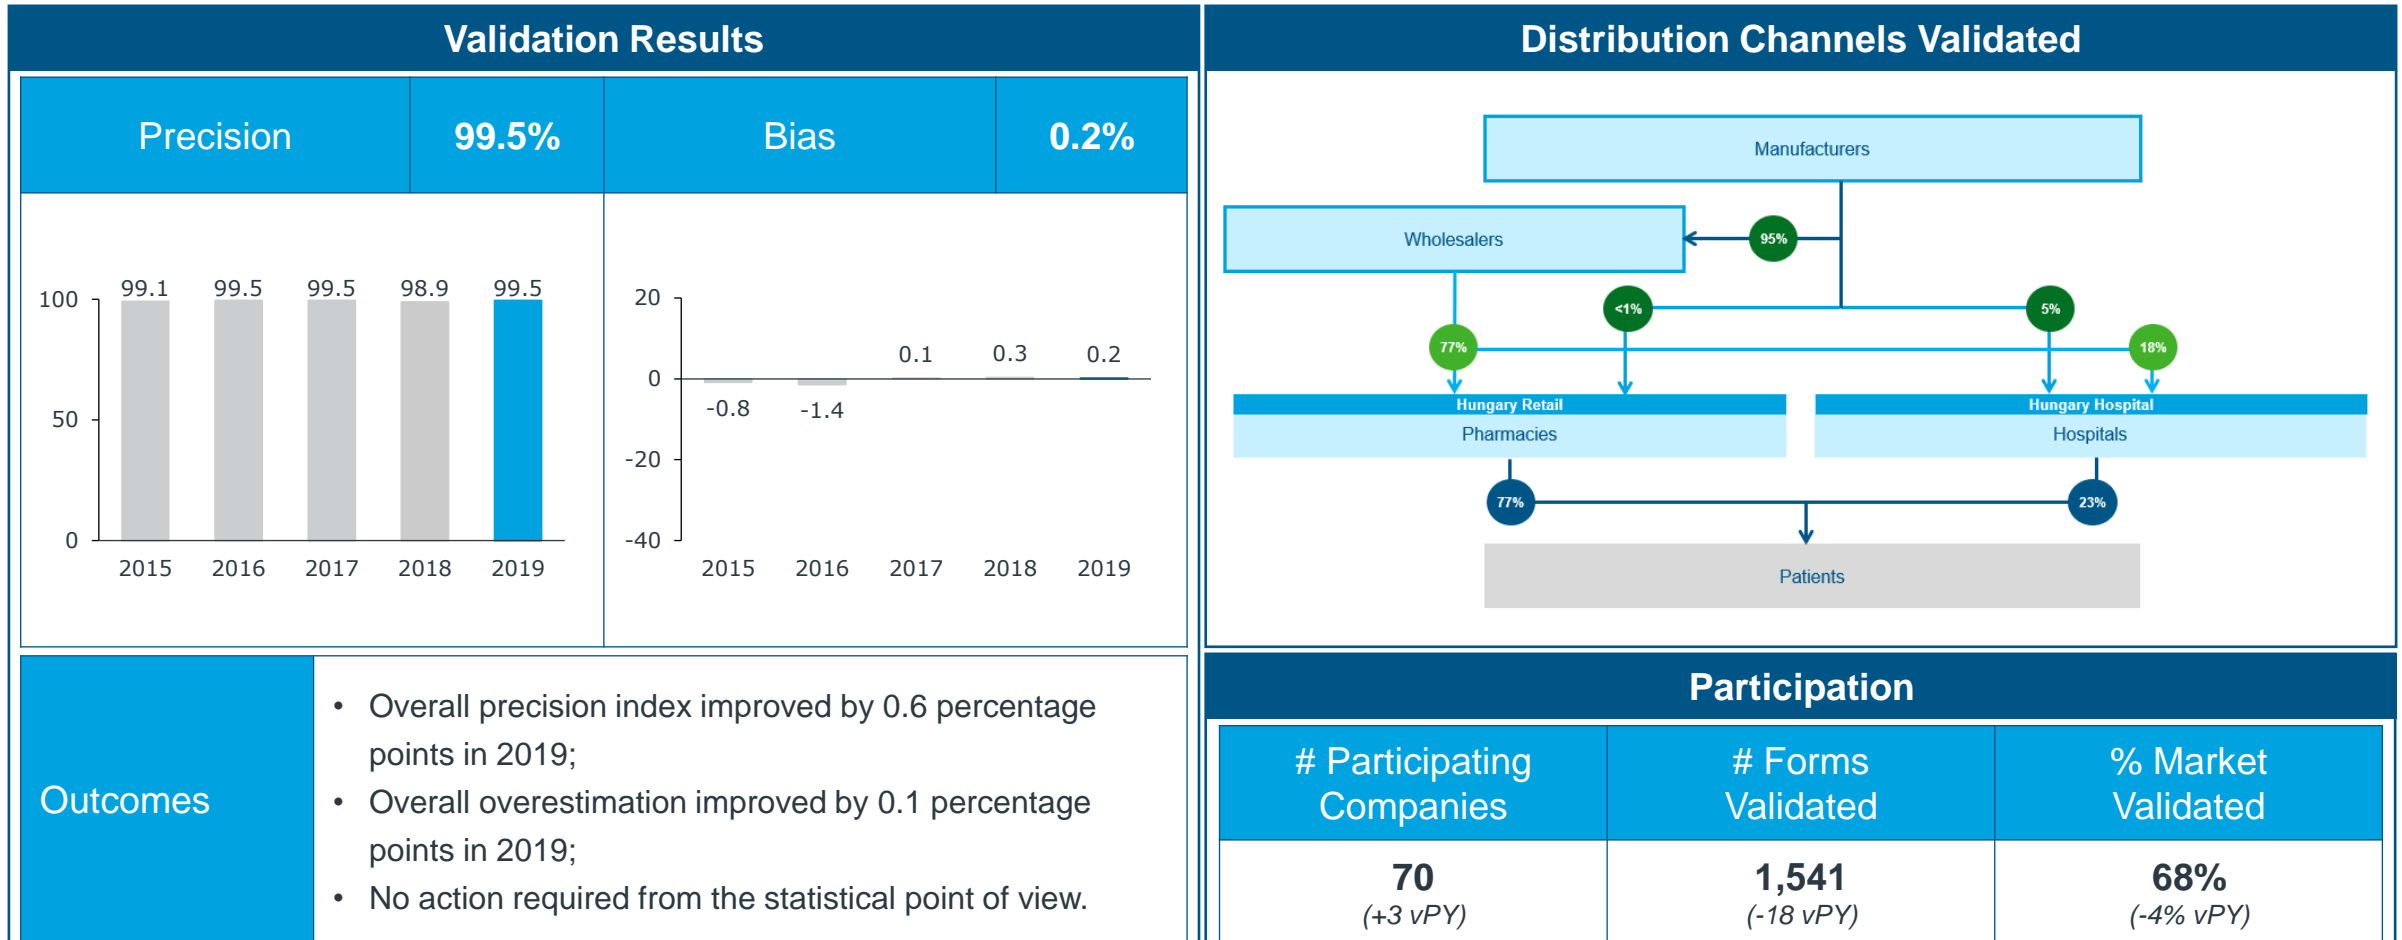 Validation Results
Precision
99.5%
Bias
0.2%
100
50
0
99.1
99.5
99.5
98.9
99.5
2015
2016
2017
2018
2019
20
0
-20
-40
-0.8
-1.4
0.1
0.3
0.2
2015
2016
2017
2018
2019
Outcomes
• Overall precision index improved by 0.6 percentage
points in 2019;
• Overall overestimation improved by 0.1 percentage
points in 2019;
• No action required from the statistical point of view.
Distribution Channels Validated
Manufacturers
Wholesalers
95%
<1%
5%
77%
18%
Hungary Retail
Pharmacies
Hungary Hospital
Hospitals
77%
23%
Patients
Participation
# Participating
Companies
# Forms
Validated
% Market
Validated
70
(+3 vPY)
1,541
(-18 vPY)
68%
(-4% vPY)